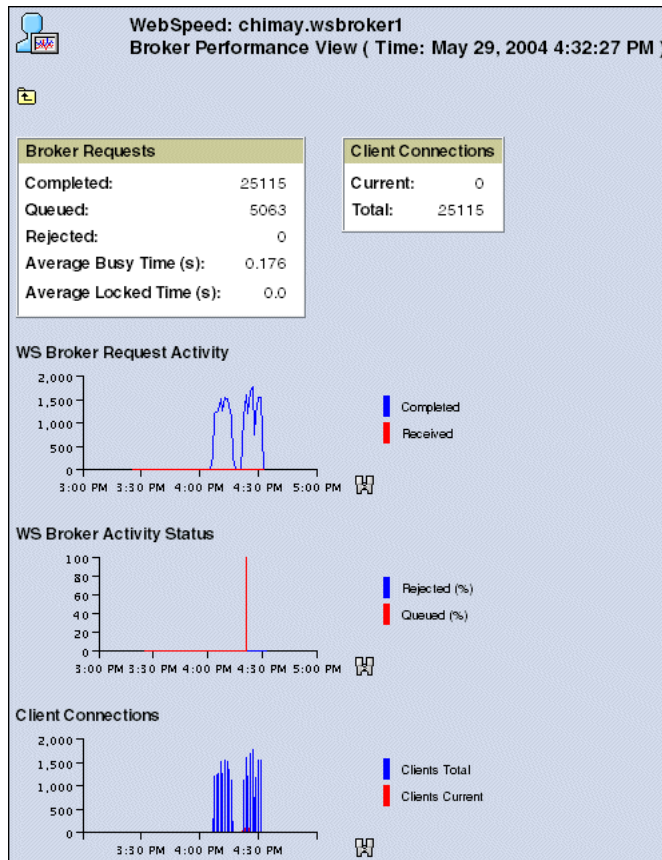 WebSpeed: chimay.wsbroker1
Broker Performance View ( Time: May 29, 2004 4:32:27 PM )
Broker Requests
Completed: 25115
Queued: 5063
Rejected: 0
Average Busy Time (s): 0.176
Average Locked Time (s): 0.0
Client Connections
Current: 0
Total: 25115
WS Broker Request Activity
2,000
1,500
1,000
500
0
3:00 PM 3:30 PM 4:00 PM 4:30 PM 5:00 PM
Completed
Received
WS Broker Activity Status
100
80
60
40
20
0
3:00 PM 3:30 PM 4:00 PM 4:30 PM 5:00 PM
Rejected (%)
Queued (%)
Client Connections
2,000
1,500
1,000
500
0
3:30 PM 4:00 PM 4:30 PM
Clients Total
Clients Current